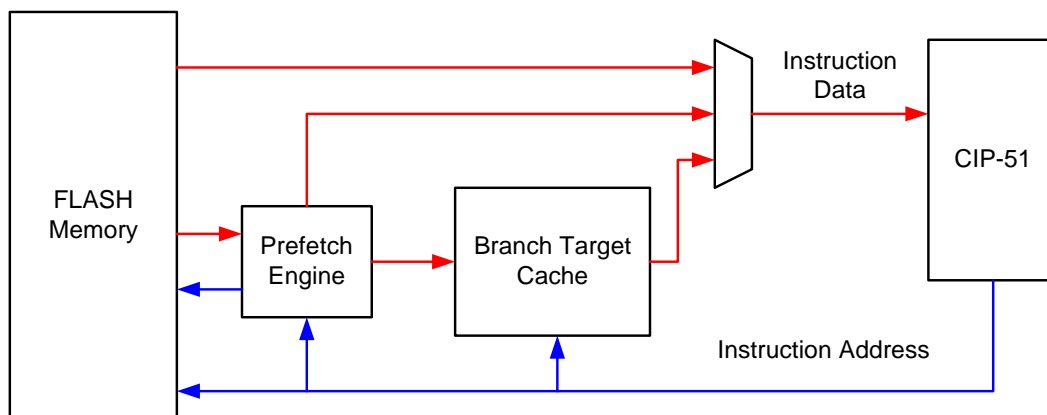 FLASH
Memory
Prefetch
Engine
Branch Target
Cache
Instruction
Data
CIP-51
Instruction Address